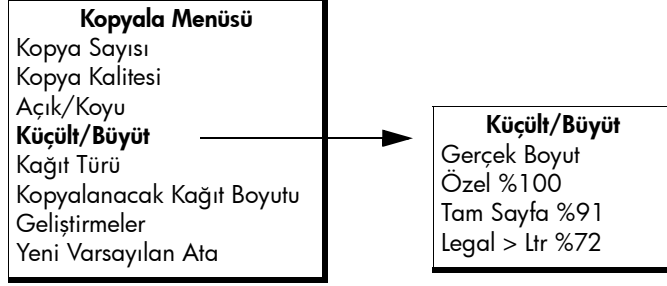 Kopyala Menüsü
Kopya Sayısı
Kopya Kalitesi
Açık/Koyu
Küçült/Büyüt
Kağıt Türü
Kopyalanacak Kağıt Boyutu
Geliştirmeler
Yeni Varsayılan Ata
Küçült/Büyüt
Gerçek Boyut
Özel %100
Tam Sayfa %91
Legal > Ltr %72